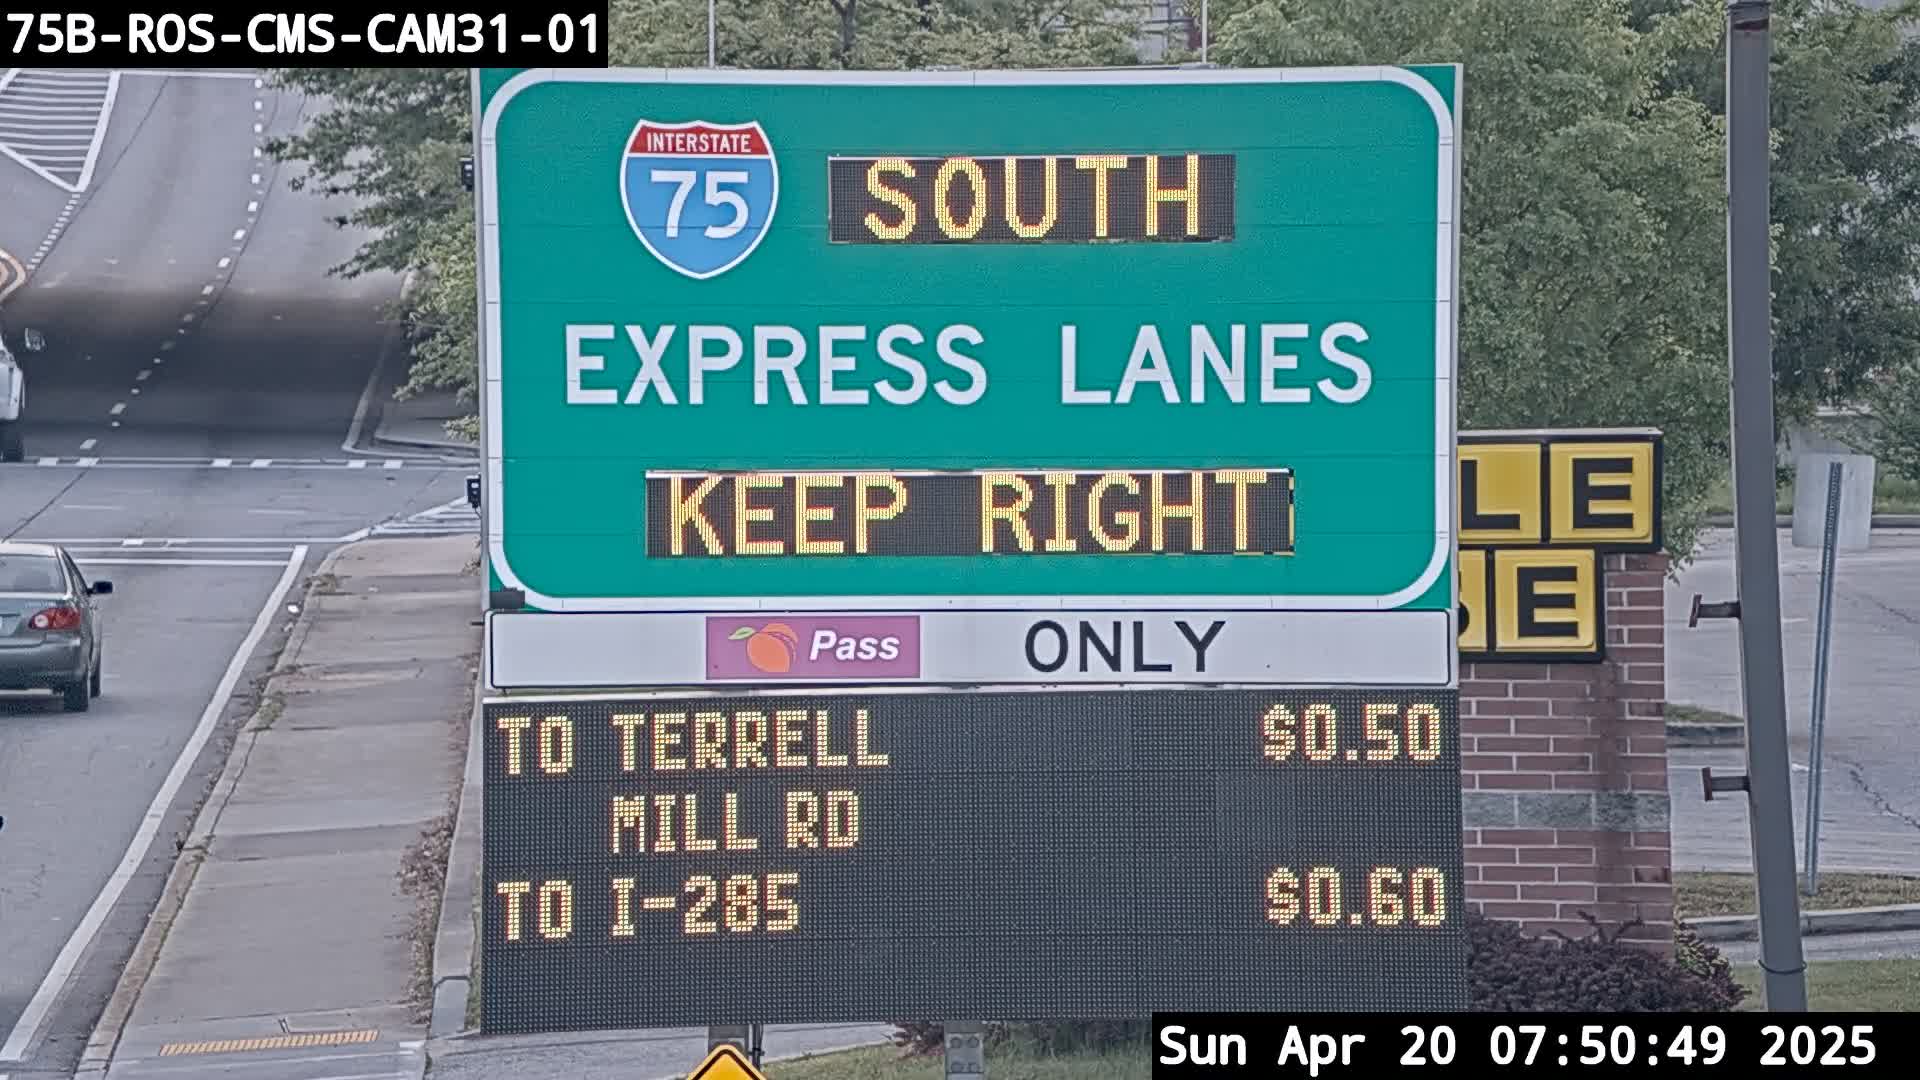 75B-ROS-CMS-CAM31-01
INTERSTATE
75
SOUTH
EXPRESS LANES
KEEP RIGHT
Pass ONLY
TO TERRELL $0.50
MILL RD
TO I-285 $0.60
LE
E
Sun Apr 20 07:50:49 2025